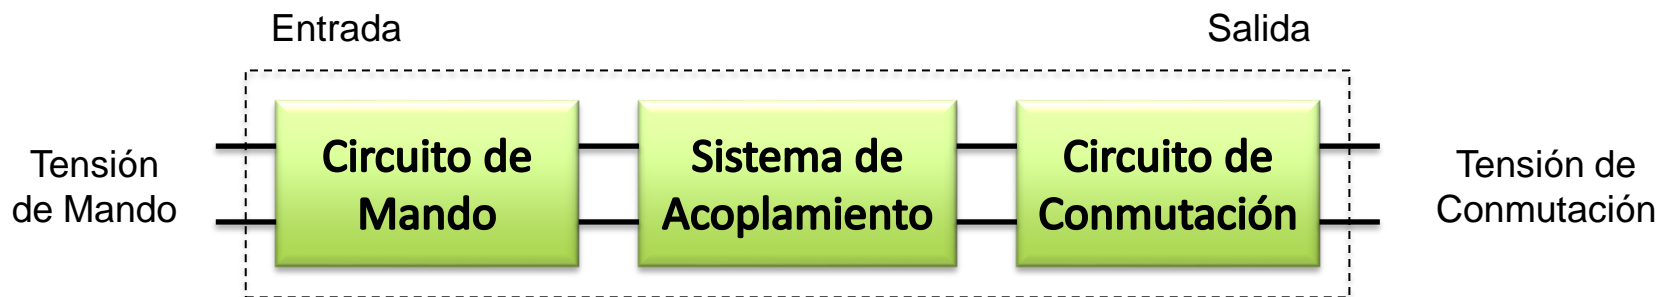 Entrada
Salida
Tensión
de Mando
Circuito de
Mando
Sistema de
Acoplamiento
Circuito de
Conmutación
Tensión de
Conmutación